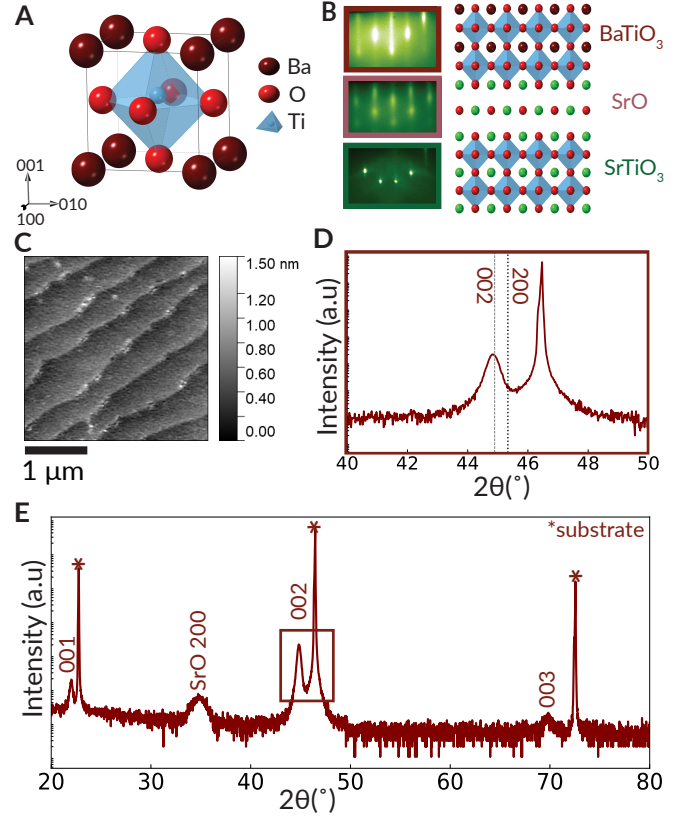 A
Ba
O
Ti
001
010
100
B
BaTiO3
SrO
SrTiO3
C
1.50 nm
1.20
1.00
0.80
0.60
0.40
0.00
1 µm
D
Intensity (a.u)
002
200
40
42
44
46
48
50
2θ(˚)
E
*substrate
Intensity (a.u)
001
*
SrO 200
002
*
003
*
20
30
40
50
60
70
80
2θ(˚)